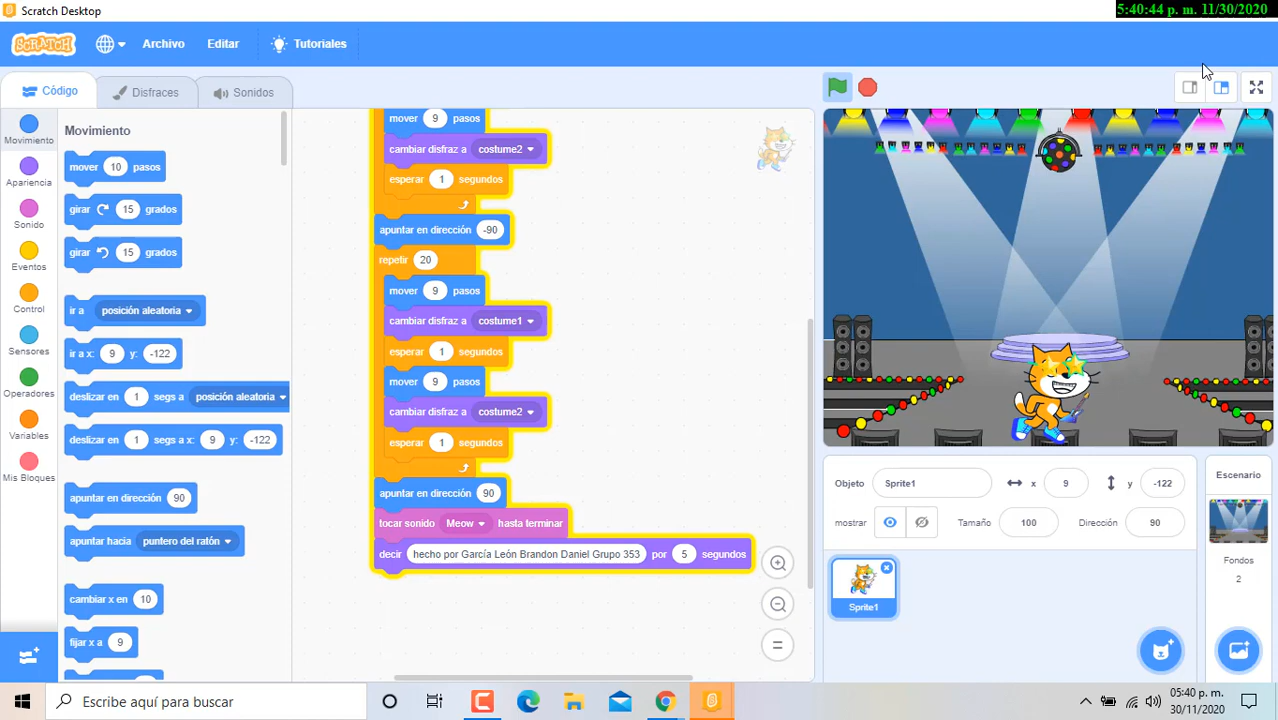 Scratch Desktop
5:40:44 p. m. 11/30/2020
SCRATCH
Archivo
Editar
Tutoriales
Código
Disfraces
Sonidos
Movimiento
Apariencia
Sonido
Eventos
Control
Sensores
Operadores
Variables
Mis Bloques
Movimiento
mover 10 pasos
girar 15 grados
girar 15 grados
ir a posición aleatoria
ir a x: 9 y: -122
deslizar en 1 segs a posición aleatoria
deslizar en 1 segs a x: 9 y: -122
apuntar en dirección 90
apuntar hacia puntero del ratón
cambiar x en 10
fijar x a 9
mover 9 pasos
cambiar disfraz a costume2
esperar 1 segundos
apuntar en dirección -90
repetir 20
mover 9 pasos
cambiar disfraz a costume1
esperar 1 segundos
mover 9 pasos
cambiar disfraz a costume2
esperar 1 segundos
apuntar en dirección 90
tocar sonido Meow hasta terminar
decir hecho por García León Brandon Daniel Grupo 353 por 5 segundos
Objeto Sprite1 x 9 y -122
mostrar Tamaño 100 Dirección 90
Sprite1
Escenario
Fondos
2
Escribe aquí para buscar
05:40 p. m.
30/11/2020